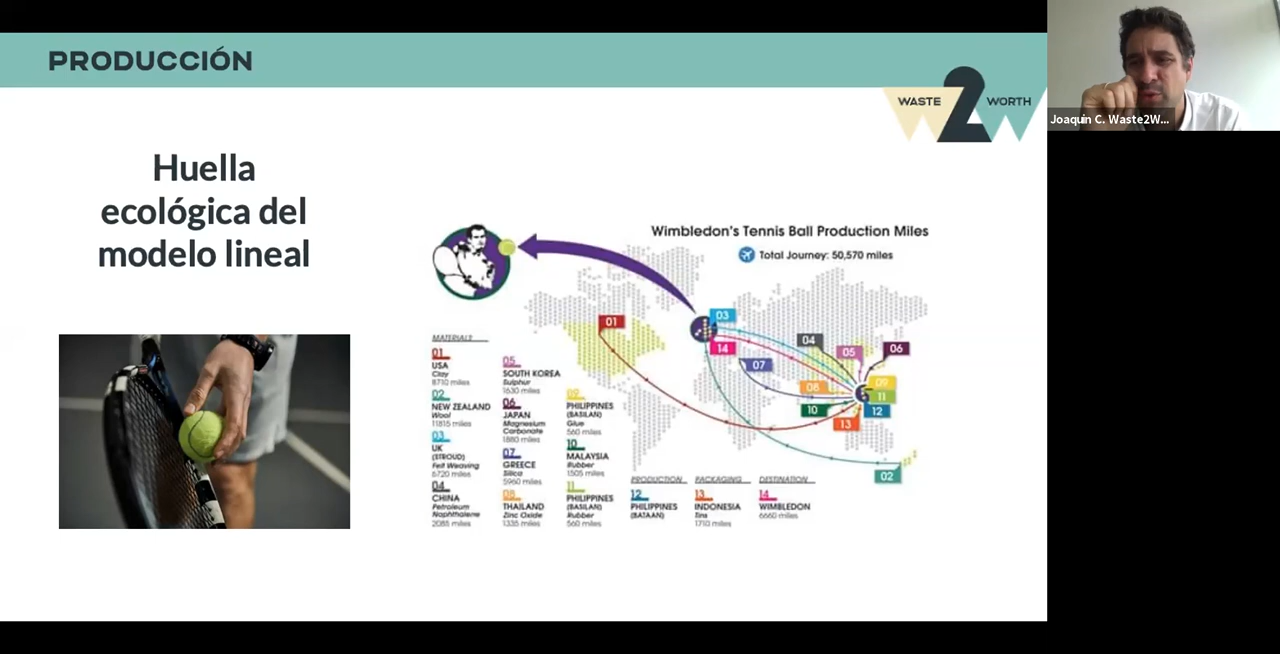 PRODUCCIÓN
WASTE 2 WORTH
Joaquin C. Waste2W...
Huella
ecológica del
modelo lineal
Wimbledon's Tennis Ball Production Miles
Total Journey: 50,570 miles
01
03
14
04
05
06
07
08
09
10
11
12
13
02
MATERIALS
01
USA
Clay
8710 miles
02
NEW ZEALAND
Wool
11815 miles
03
UK
(STROUD)
Felt Weaving
6720 miles
04
CHINA
Petroleum
Naphthalene
2085 miles
05
SOUTH KOREA
Sulphur
1630 miles
06
JAPAN
Magnesium
Carbonate
1880 miles
07
GREECE
Silica
5960 miles
08
THAILAND
Zinc Oxide
1335 miles
09
PHILIPPINES
(BASILAN)
Glue
560 miles
10
MALAYSIA
Rubber
1505 miles
11
PHILIPPINES
(BASILAN)
Rubber
560 miles
PRODUCTION
12
PHILIPPINES
(BATAAN)
PACKAGING
13
INDONESIA
Tins
1710 miles
DESTINATION
14
WIMBLEDON
6660 miles